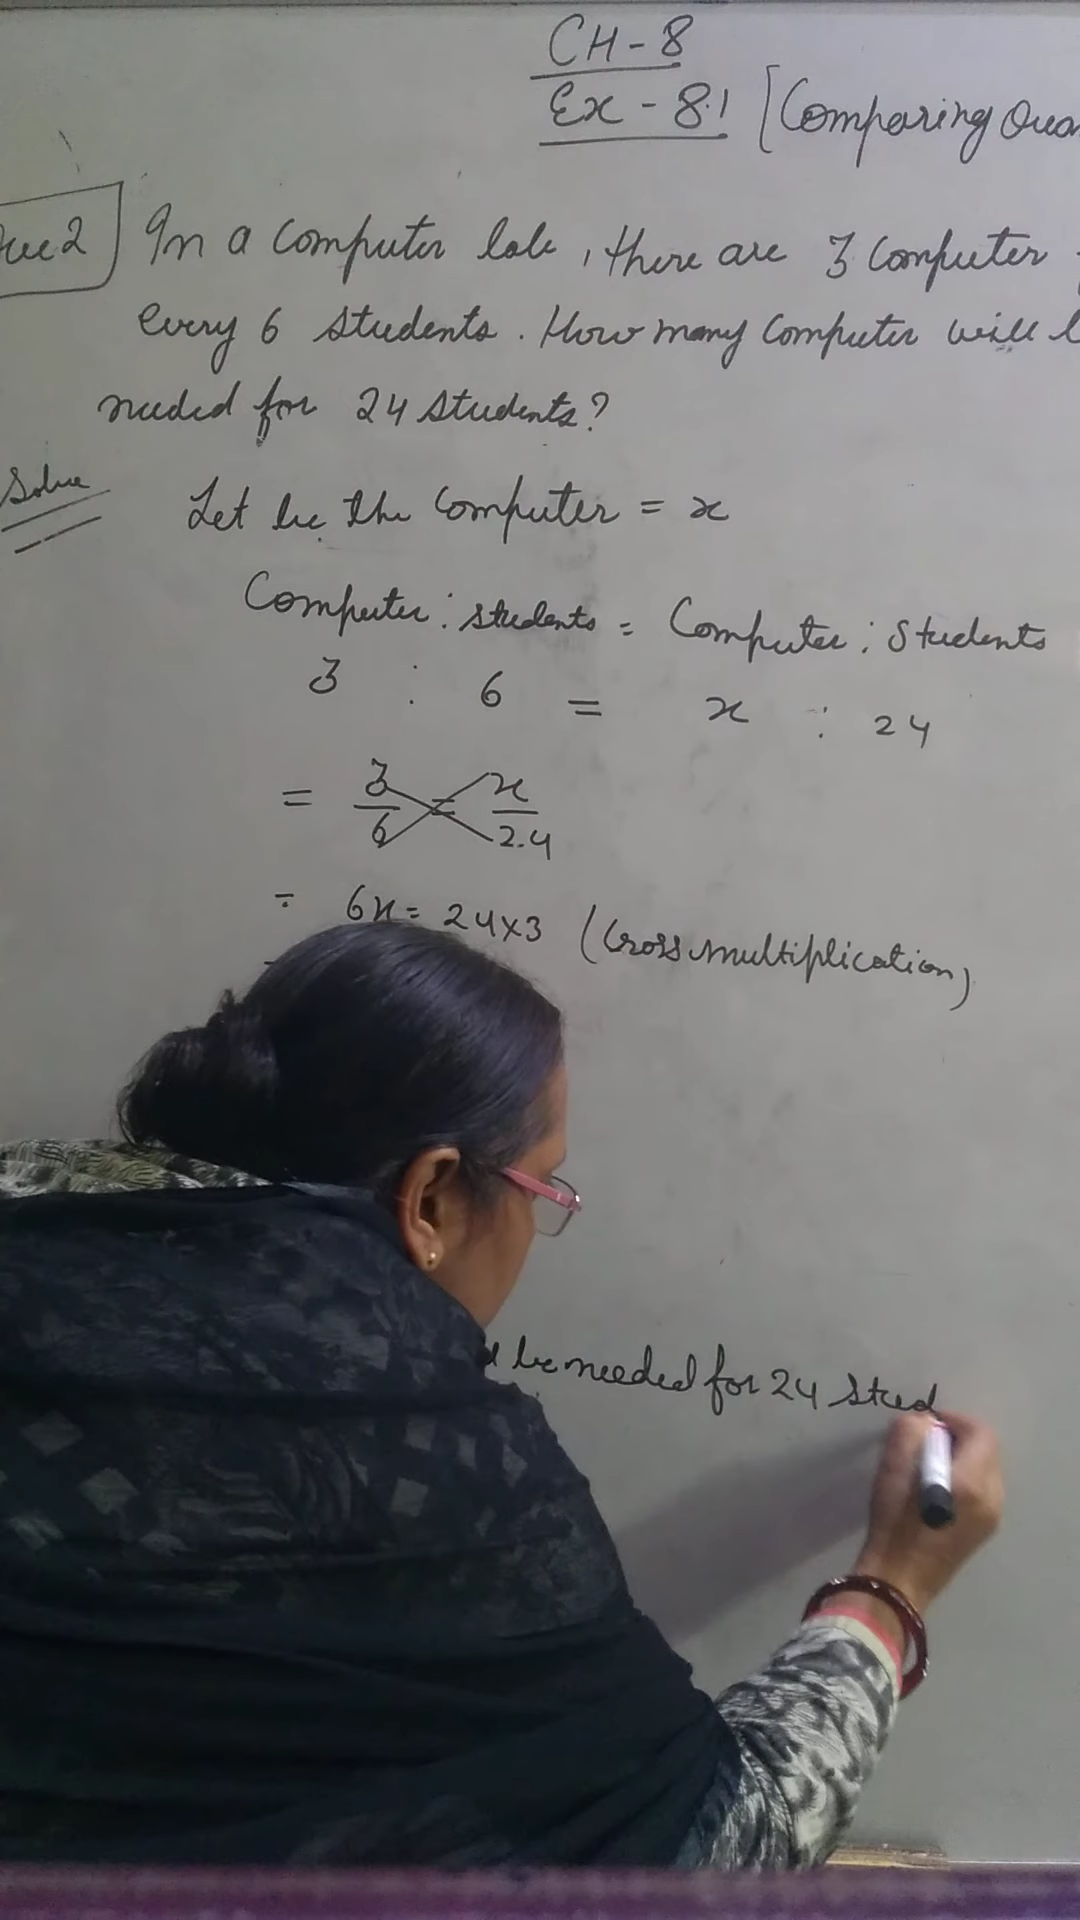 CH-8
Ex-8.1 [Comparing
Que2 In a computer lab, there are 3 computer
every 6 students. How many computer will
needed for 24 students?
Solve
Let be the computer = x
Computer : students = Computer : Students
3 : 6 = x : 24
= 3/6 = x/24
= 6x = 24x3 (Cross multiplication)
be needed for 24 stud